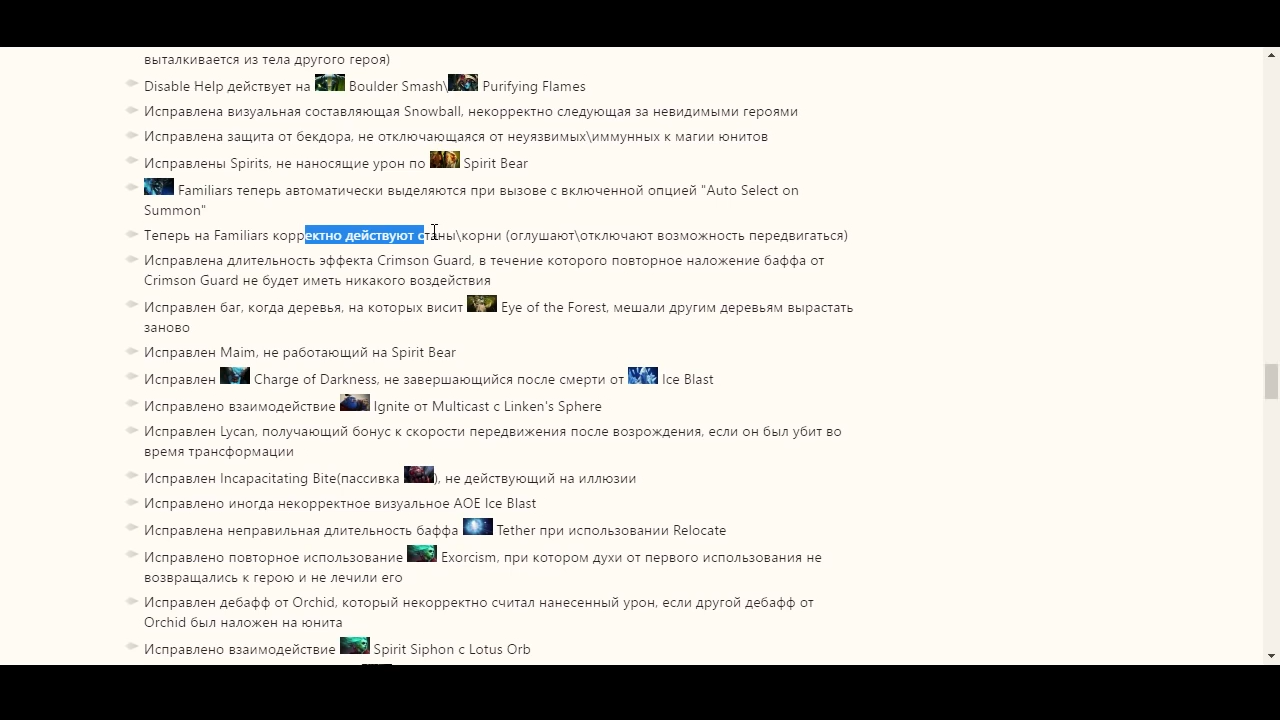 выталкивается из тела другого героя)
Disable Help действует на Boulder Smash\ Purifying Flames
Исправлена визуальная составляющая Snowball, некорректно следующая за невидимыми героями
Исправлена защита от бекдора, не отключающаяся от неуязвимых\иммунных к магии юнитов
Исправлены Spirits, не наносящие урон по Spirit Bear
Familiars теперь автоматически выделяются при вызове с включенной опцией "Auto Select on
Summon"
Теперь на Familiars корректно действуют станы\корни (оглушают\отключают возможность передвигаться)
Исправлена длительность эффекта Crimson Guard, в течение которого повторное наложение баффа от
Crimson Guard не будет иметь никакого воздействия
Исправлен баг, когда деревья, на которых висит Eye of the Forest, мешали другим деревьям вырастать
заново
Исправлен Maim, не работающий на Spirit Bear
Исправлен Charge of Darkness, не завершающийся после смерти от Ice Blast
Исправлено взаимодействие Ignite от Multicast с Linken's Sphere
Исправлен Lycan, получающий бонус к скорости передвижения после возрождения, если он был убит во
время трансформации
Исправлен Incapacitating Bite(пассивка ), не действующий на иллюзии
Исправлено иногда некорректное визуальное AOE Ice Blast
Исправлена неправильная длительность баффа Tether при использовании Relocate
Исправлено повторное использование Exorcism, при котором духи от первого использования не
возвращались к герою и не лечили его
Исправлен дебафф от Orchid, который некорректно считал нанесенный урон, если другой дебафф от
Orchid был наложен на юнита
Исправлено взаимодействие Spirit Siphon с Lotus Orb